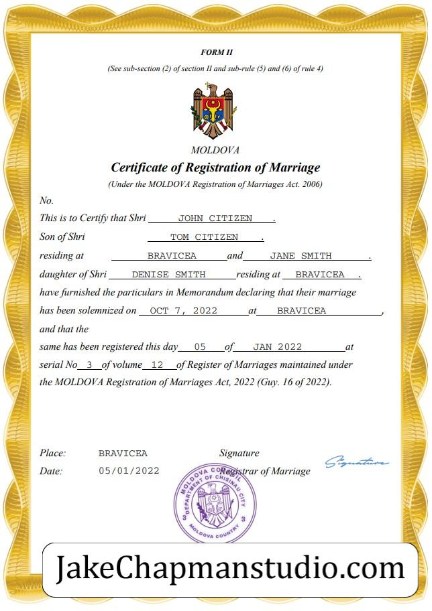 FORM II
(See sub-section (2) of section II and sub-rule (5) and (6) of rule 4)
MOLDOVA
Certificate of Registration of Marriage
(Under the MOLDOVA Registration of Marriages Act. 2006)
No.
This is to Certify that Shri JOHN CITIZEN .
Son of Shri TOM CITIZEN .
residing at BRAVICEA and JANE SMITH .
daughter of Shri DENISE SMITH residing at BRAVICEA .
have furnished the particulars in Memorandum declaring that their marriage
has been solemnized on OCT 7, 2022 at BRAVICEA ,
and that the
same has been registered this day 05 of JAN 2022 at
serial No 3 of volume 12 of Register of Marriages maintained under
the MOLDOVA Registration of Marriages Act, 2022 (Guy. 16 of 2022).
Place: BRAVICEA Signature
Signature
Date: 05/01/2022 Registrar of Marriage
MOLDOVA COUNCIL
DEPARTMENT OF CHISINAU CITY
MOLDOVA COUNTRY
JakeChapmanstudio.com